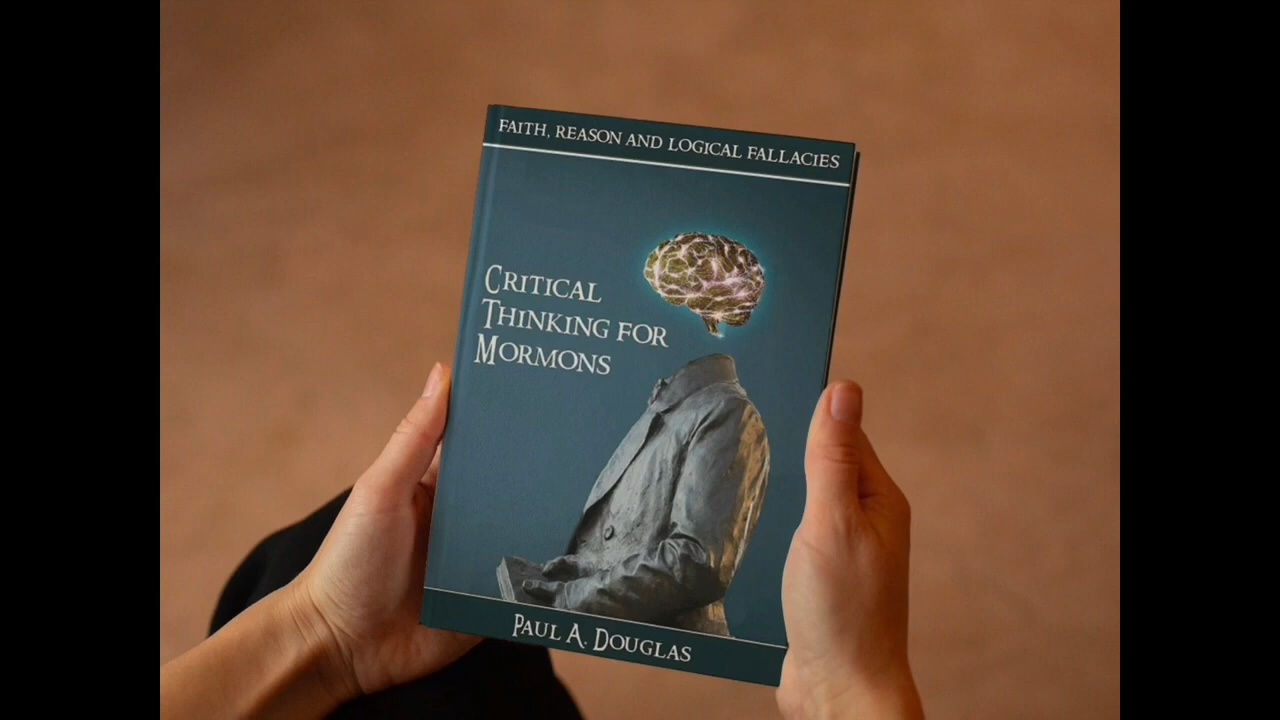 FAITH, REASON AND LOGICAL FALLACIES
CRITICAL
THINKING FOR
MORMONS
PAUL A. DOUGLAS